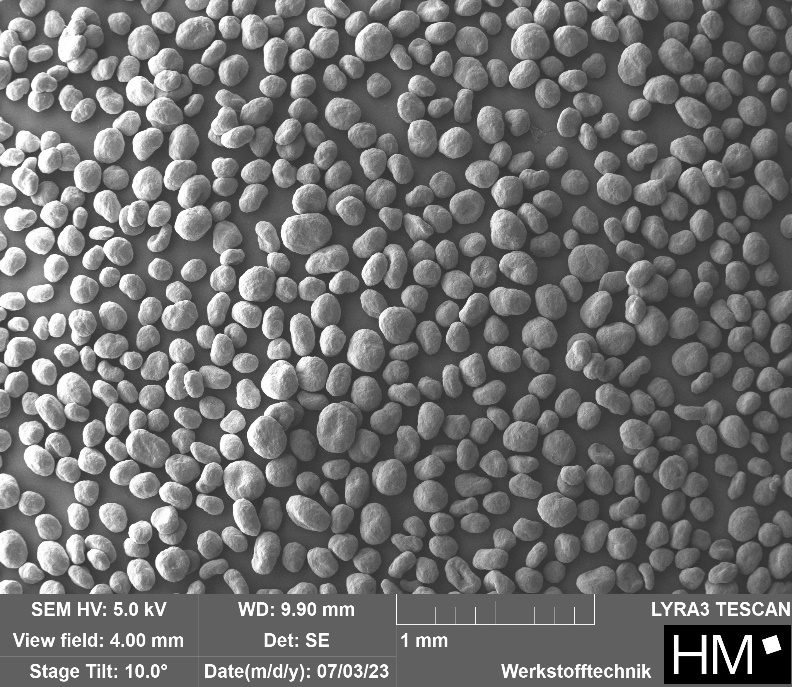 SEM HV: 5.0 kV WD: 9.90 mm LYRA3 TESCAN
View field: 4.00 mm Det: SE 1 mm
Stage Tilt: 10.0° Date(m/d/y): 07/03/23 Werkstofftechnik
HM